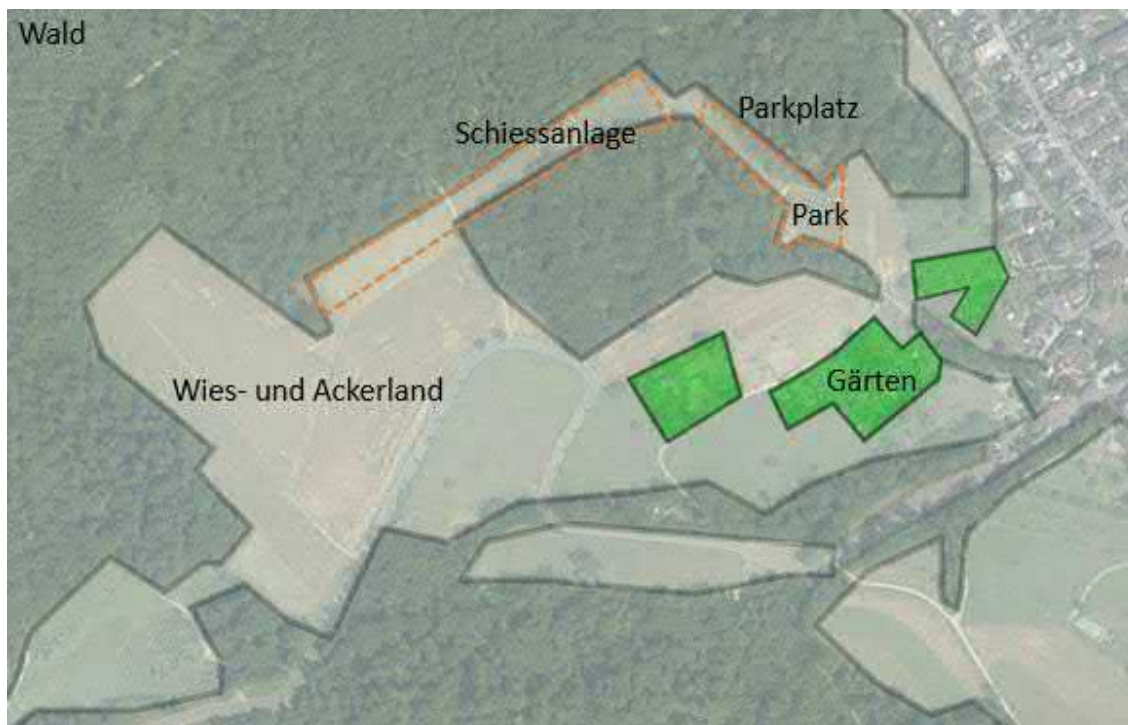 Wald
Parkplatz
Schiessanlage
Park
Gärten
Wies- und Ackerland